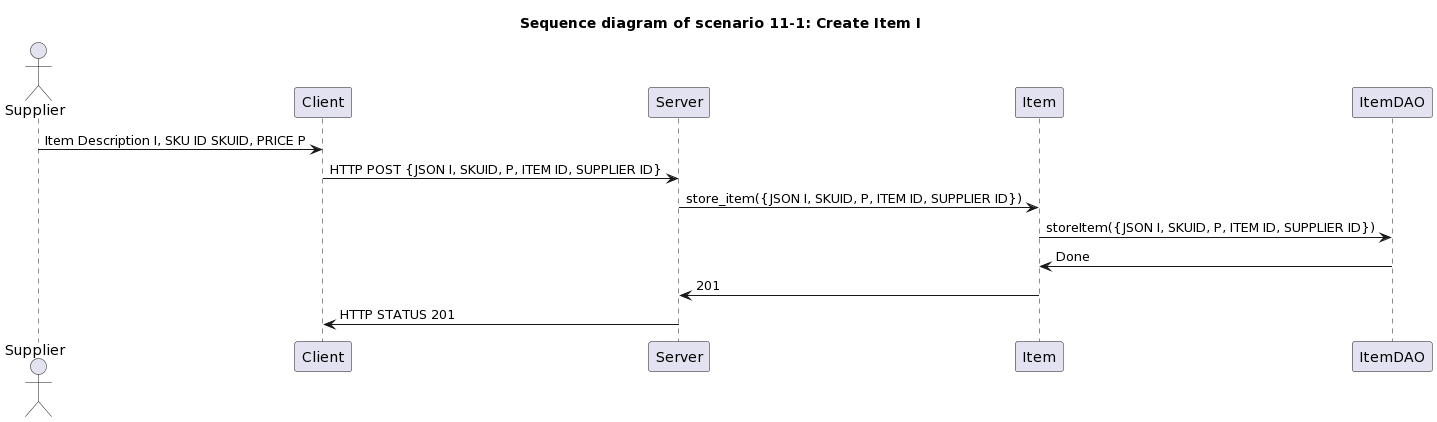 Sequence diagram of scenario 11-1: Create Item I
Supplier
Client
Server
Item
ItemDAO
Item Description I, SKU ID SKUID, PRICE P
HTTP POST {JSON I, SKUID, P, ITEM ID, SUPPLIER ID}
store_item({JSON I, SKUID, P, ITEM ID, SUPPLIER ID})
storeItem({JSON I, SKUID, P, ITEM ID, SUPPLIER ID})
Done
201
HTTP STATUS 201
Supplier
Client
Server
Item
ItemDAO